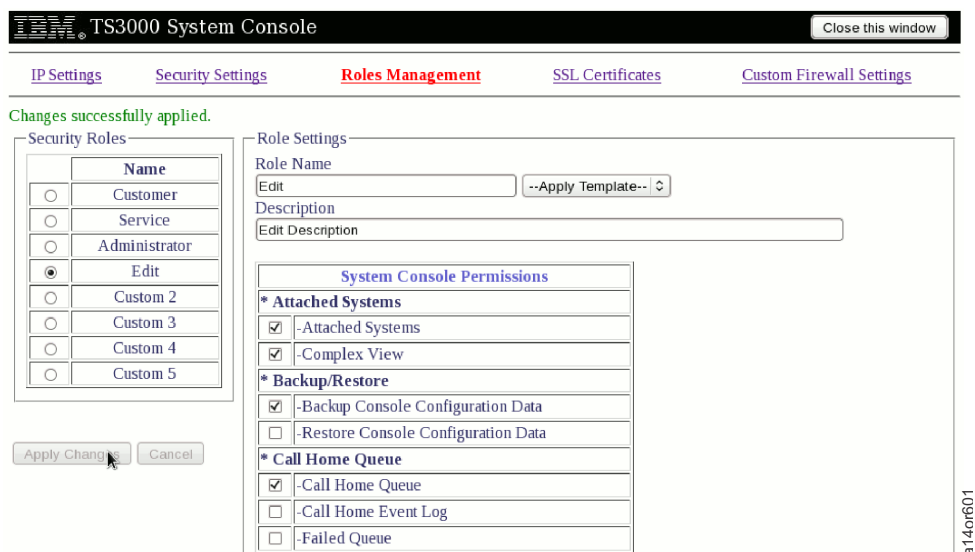 IBM® TS3000 System Console
Close this window
IP Settings
Security Settings
Roles Management
SSL Certificates
Custom Firewall Settings
Changes successfully applied.
Security Roles
Name
Customer
Service
Administrator
Edit
Custom 2
Custom 3
Custom 4
Custom 5
Apply Changes
Cancel
Role Settings
Role Name
Edit
--Apply Template--
Description
Edit Description
System Console Permissions
* Attached Systems
-Attached Systems
-Complex View
* Backup/Restore
-Backup Console Configuration Data
-Restore Console Configuration Data
* Call Home Queue
-Call Home Queue
-Call Home Event Log
-Failed Queue
a14or601